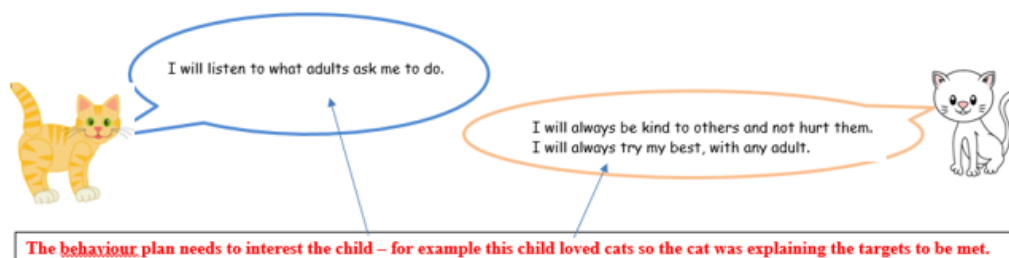 I will listen to what adults ask me to do.
I will always be kind to others and not hurt them.
I will always try my best, with any adult.
The behaviour plan needs to interest the child – for example this child loved cats so the cat was explaining the targets to be met.